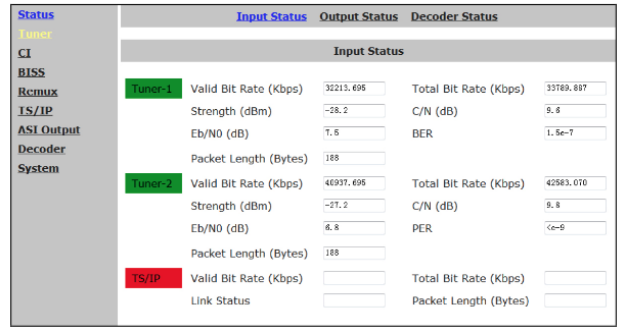 Status
Tuner
CI
BISS
Remux
TS/IP
ASI Output
Decoder
System
Input Status Output Status Decoder Status
Input Status
Tuner-1 Valid Bit Rate (Kbps) 32213.695 Total Bit Rate (Kbps) 33789.887
Strength (dBm) -28.2 C/N (dB) 9.6
Eb/N0 (dB) 7.5 BER 1.5e-7
Packet Length (Bytes) 188
Tuner-2 Valid Bit Rate (Kbps) 40937.695 Total Bit Rate (Kbps) 42583.070
Strength (dBm) -27.2 C/N (dB) 9.8
Eb/N0 (dB) 6.8 PER <e-9
Packet Length (Bytes) 188
TS/IP Valid Bit Rate (Kbps) Total Bit Rate (Kbps)
Link Status Packet Length (Bytes)